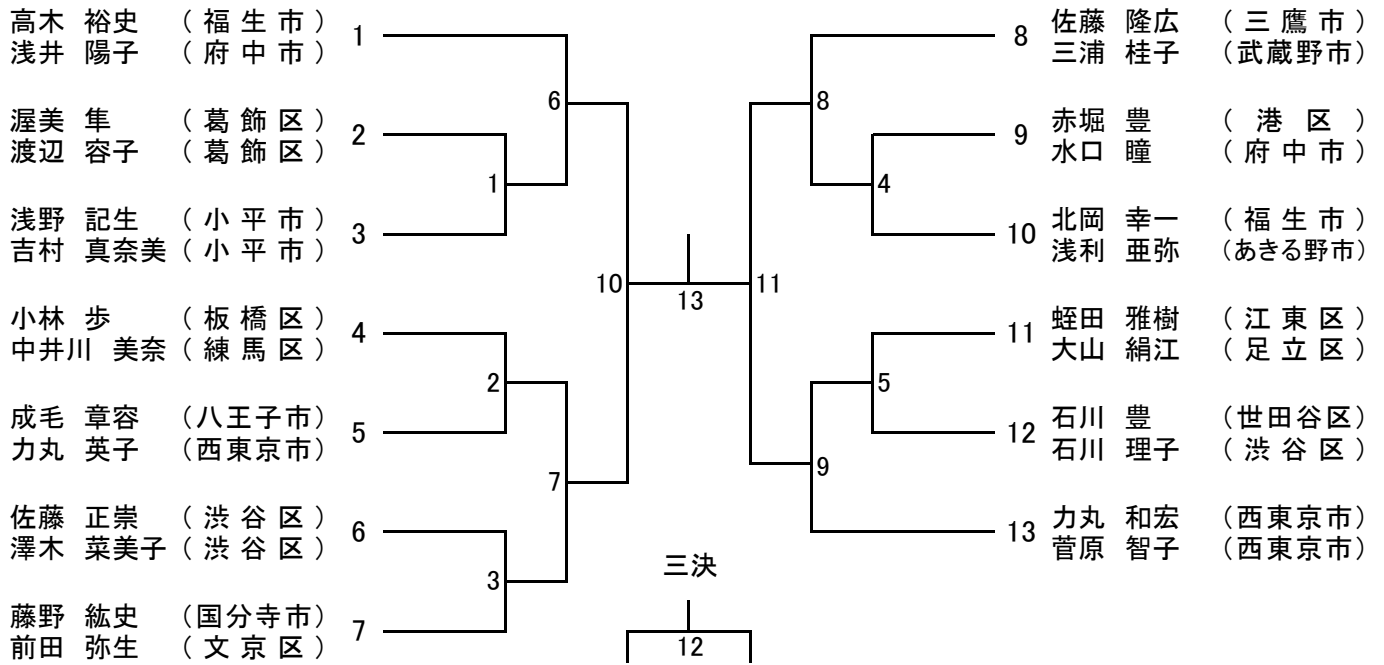 高木 裕史 （ 福 生 市 ）
浅井 陽子 （ 府 中 市 ）
1
渥美 隼 （ 葛 飾 区 ）
渡辺 容子 （ 葛 飾 区 ）
2
浅野 記生 （ 小 平 市 ）
吉村 真奈美 （ 小 平 市 ）
3
小林 歩 （ 板 橋 区 ）
中井川 美奈 （ 練 馬 区 ）
4
成毛 章容 （八王子市）
力丸 英子 （西東京市）
5
佐藤 正崇 （ 渋 谷 区 ）
澤木 菜美子 （ 渋 谷 区 ）
6
藤野 紘史 （国分寺市）
前田 弥生 （ 文 京 区 ）
7
6
1
10
2
7
3
13
三決
12
8
4
11
5
9
8
佐藤 隆広 （ 三 鷹 市 ）
三浦 桂子 （武蔵野市）
9
赤堀 豊 （ 港 区 ）
水口 瞳 （ 府 中 市 ）
10
北岡 幸一 （ 福 生 市 ）
浅利 亜弥 （あきる野市）
11
蛭田 雅樹 （ 江 東 区 ）
大山 絹江 （ 足 立 区 ）
12
石川 豊 （世田谷区）
石川 理子 （ 渋 谷 区 ）
13
力丸 和宏 （西東京市）
菅原 智子 （西東京市）